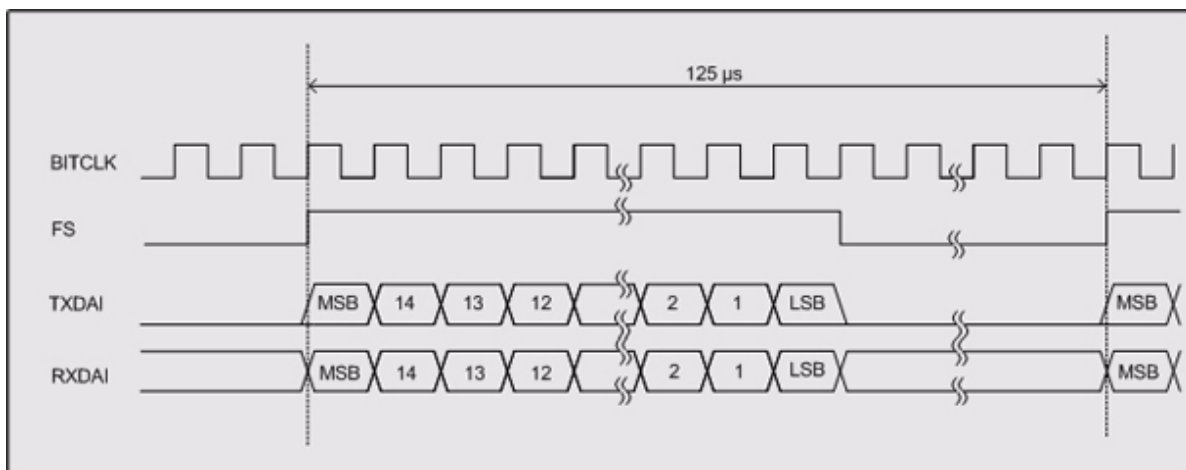 125 µs
BITCLK
FS
TXDAI MSB 14 13 12 2 1 LSB MSB
RXDAI MSB 14 13 12 2 1 LSB MSB